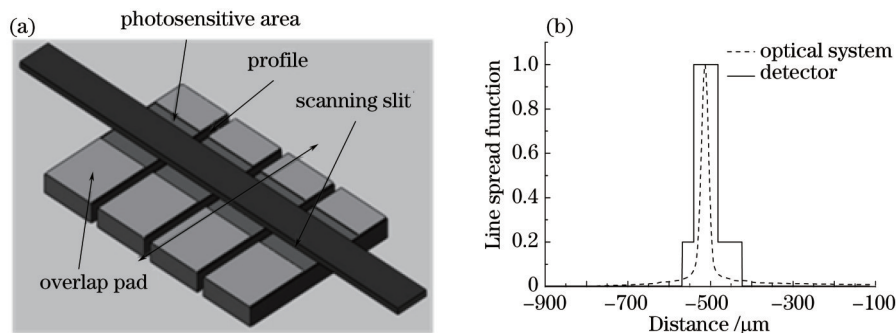 (a)
photosensitive area
profile
scanning slit
overlap pad
(b)
optical system
detector
Line spread function
1.0
0.8
0.6
0.4
0.2
0
−900
−700
−500
−300
−100
Distance /μm